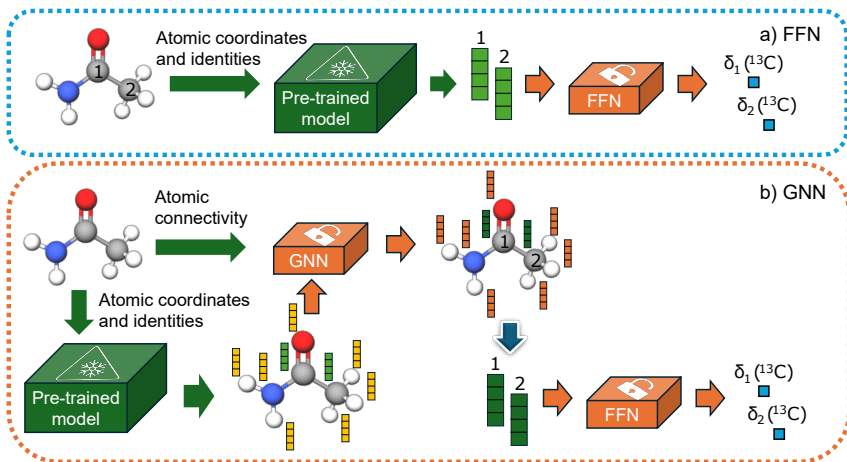 a) FFN
Atomic coordinates
and identities
1
2
Pre-trained
model
1
2
FFN
δ₁(¹³C)
δ₂(¹³C)
b) GNN
Atomic
connectivity
GNN
1
2
Atomic coordinates
and identities
Pre-trained
model
1
2
FFN
δ₁(¹³C)
δ₂(¹³C)